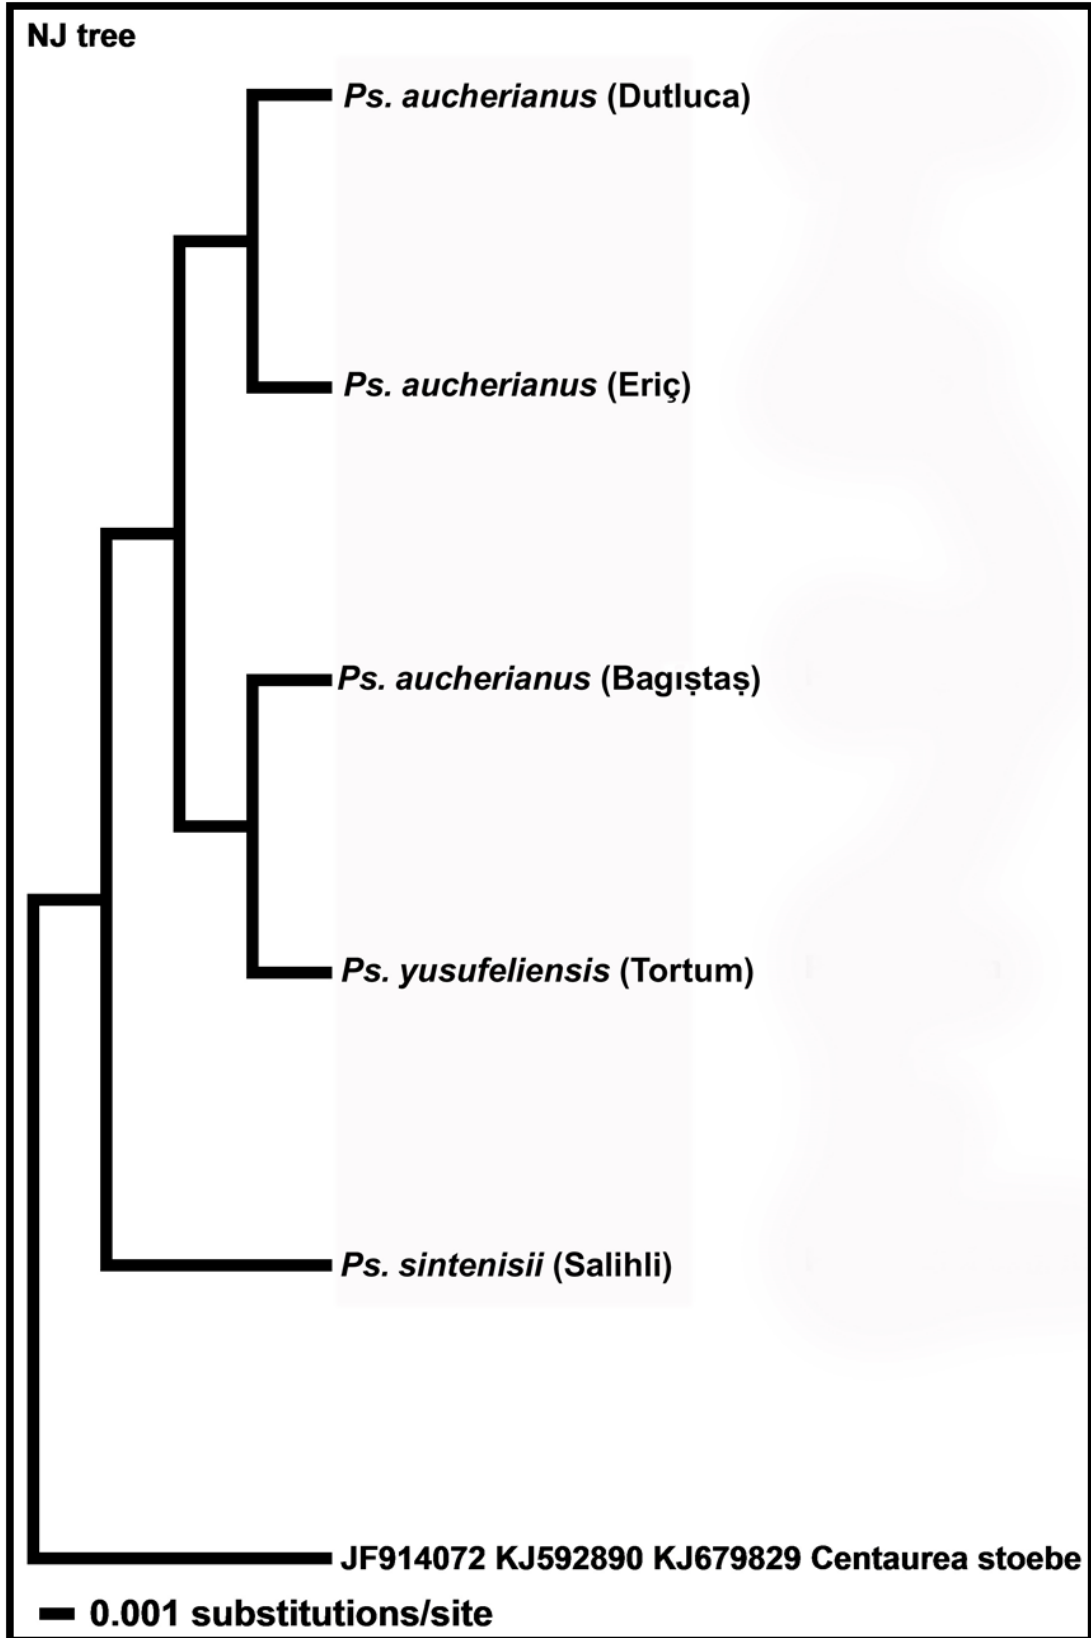 NJ tree
Ps. aucherianus (Dutluca)
Ps. aucherianus (Eriç)
Ps. aucherianus (Bagıştaş)
Ps. yusufeliensis (Tortum)
Ps. sintenisii (Salihli)
JF914072 KJ592890 KJ679829 Centaurea stoebe
0.001 substitutions/site